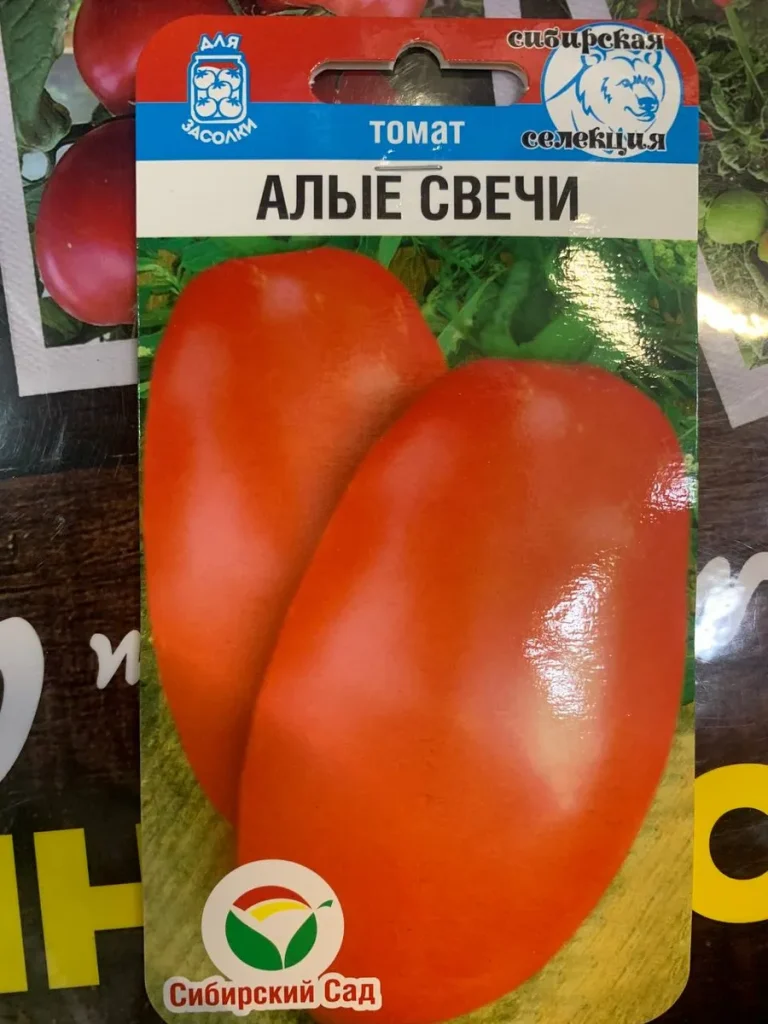 ДЛЯ
ЗАСОЛКИ
сибирская
селекция
томат
АЛЫЕ СВЕЧИ
Сибирский Сад